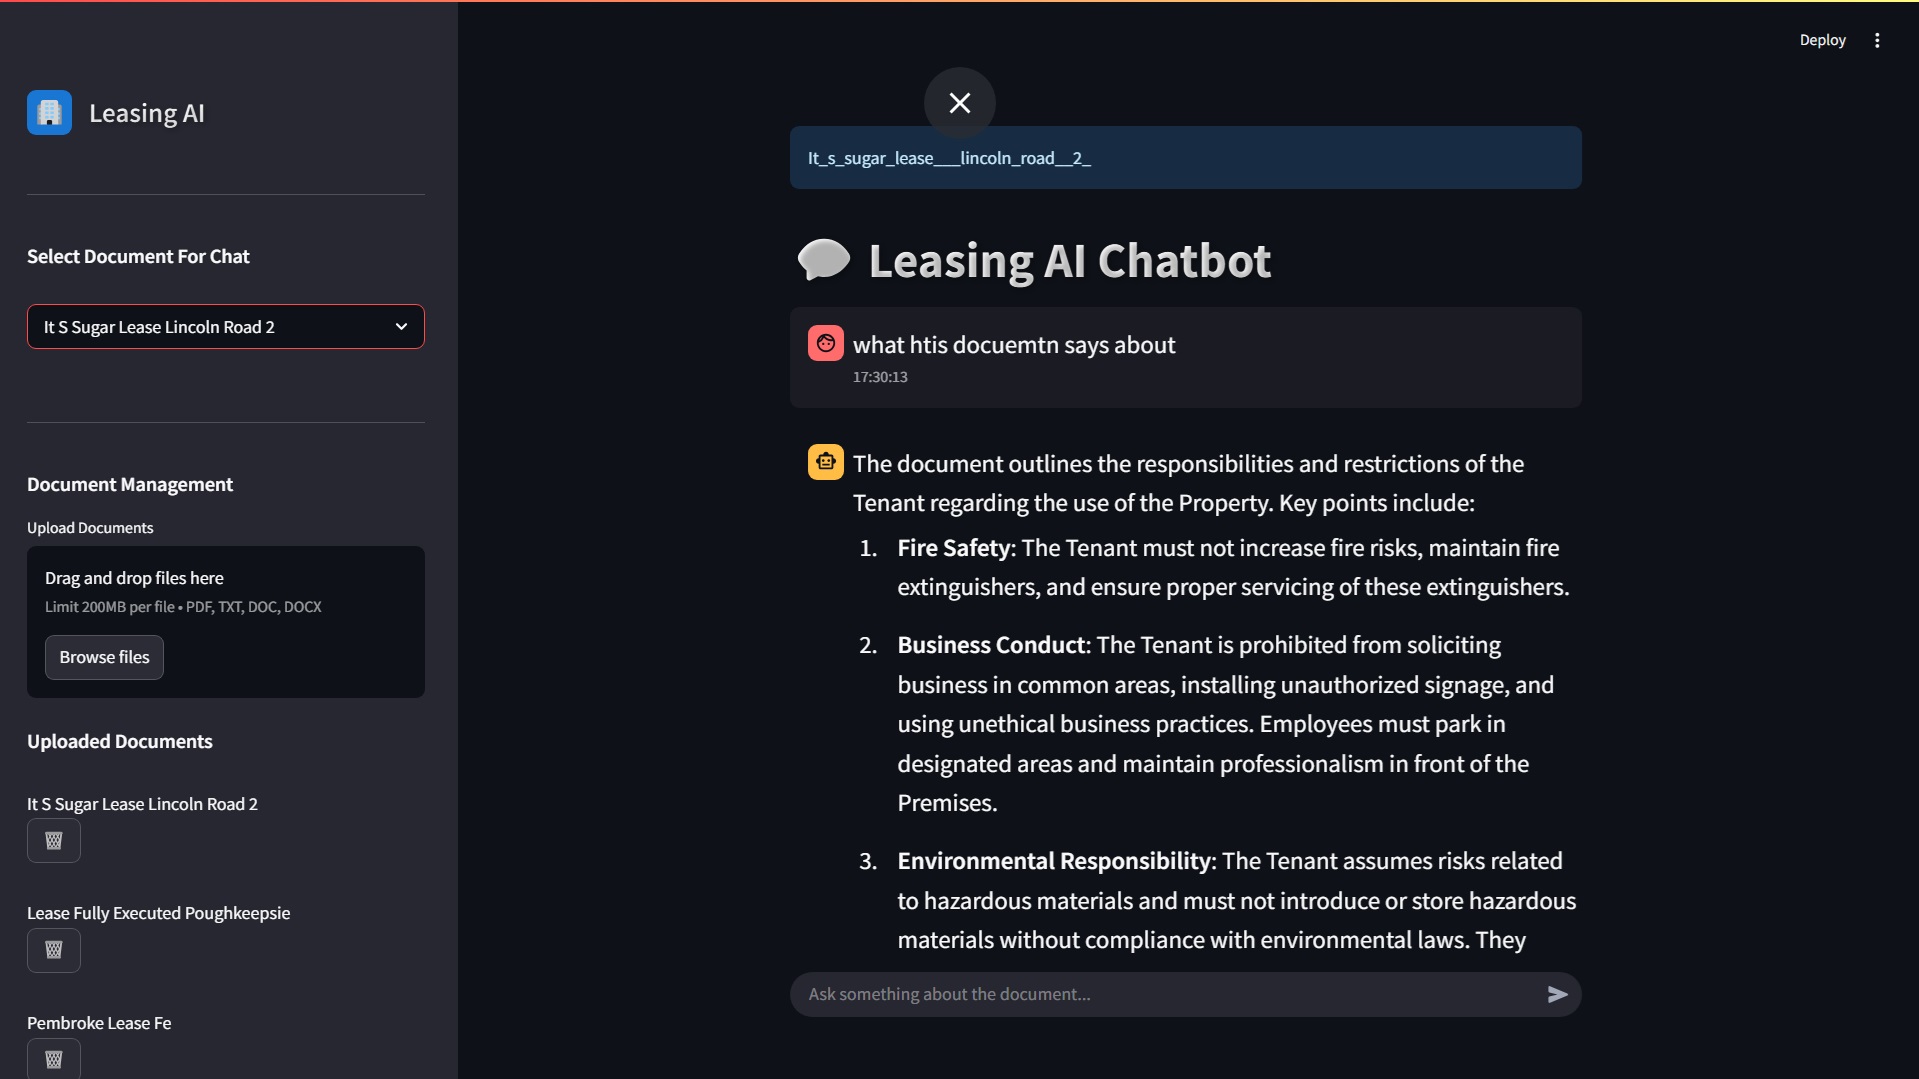 Deploy
Leasing AI
Select Document For Chat
It S Sugar Lease Lincoln Road 2
Document Management
Upload Documents
Drag and drop files here
Limit 200MB per file • PDF, TXT, DOC, DOCX
Browse files
Uploaded Documents
It S Sugar Lease Lincoln Road 2
Lease Fully Executed Poughkeepsie
Pembroke Lease Fe
It_s_sugar_lease___lincoln_road__2_
Leasing AI Chatbot
what htis docuemtn says about
17:30:13
The document outlines the responsibilities and restrictions of the
Tenant regarding the use of the Property. Key points include:
1. Fire Safety: The Tenant must not increase fire risks, maintain fire
extinguishers, and ensure proper servicing of these extinguishers.
2. Business Conduct: The Tenant is prohibited from soliciting
business in common areas, installing unauthorized signage, and
using unethical business practices. Employees must park in
designated areas and maintain professionalism in front of the
Premises.
3. Environmental Responsibility: The Tenant assumes risks related
to hazardous materials and must not introduce or store hazardous
materials without compliance with environmental laws. They
Ask something about the document...